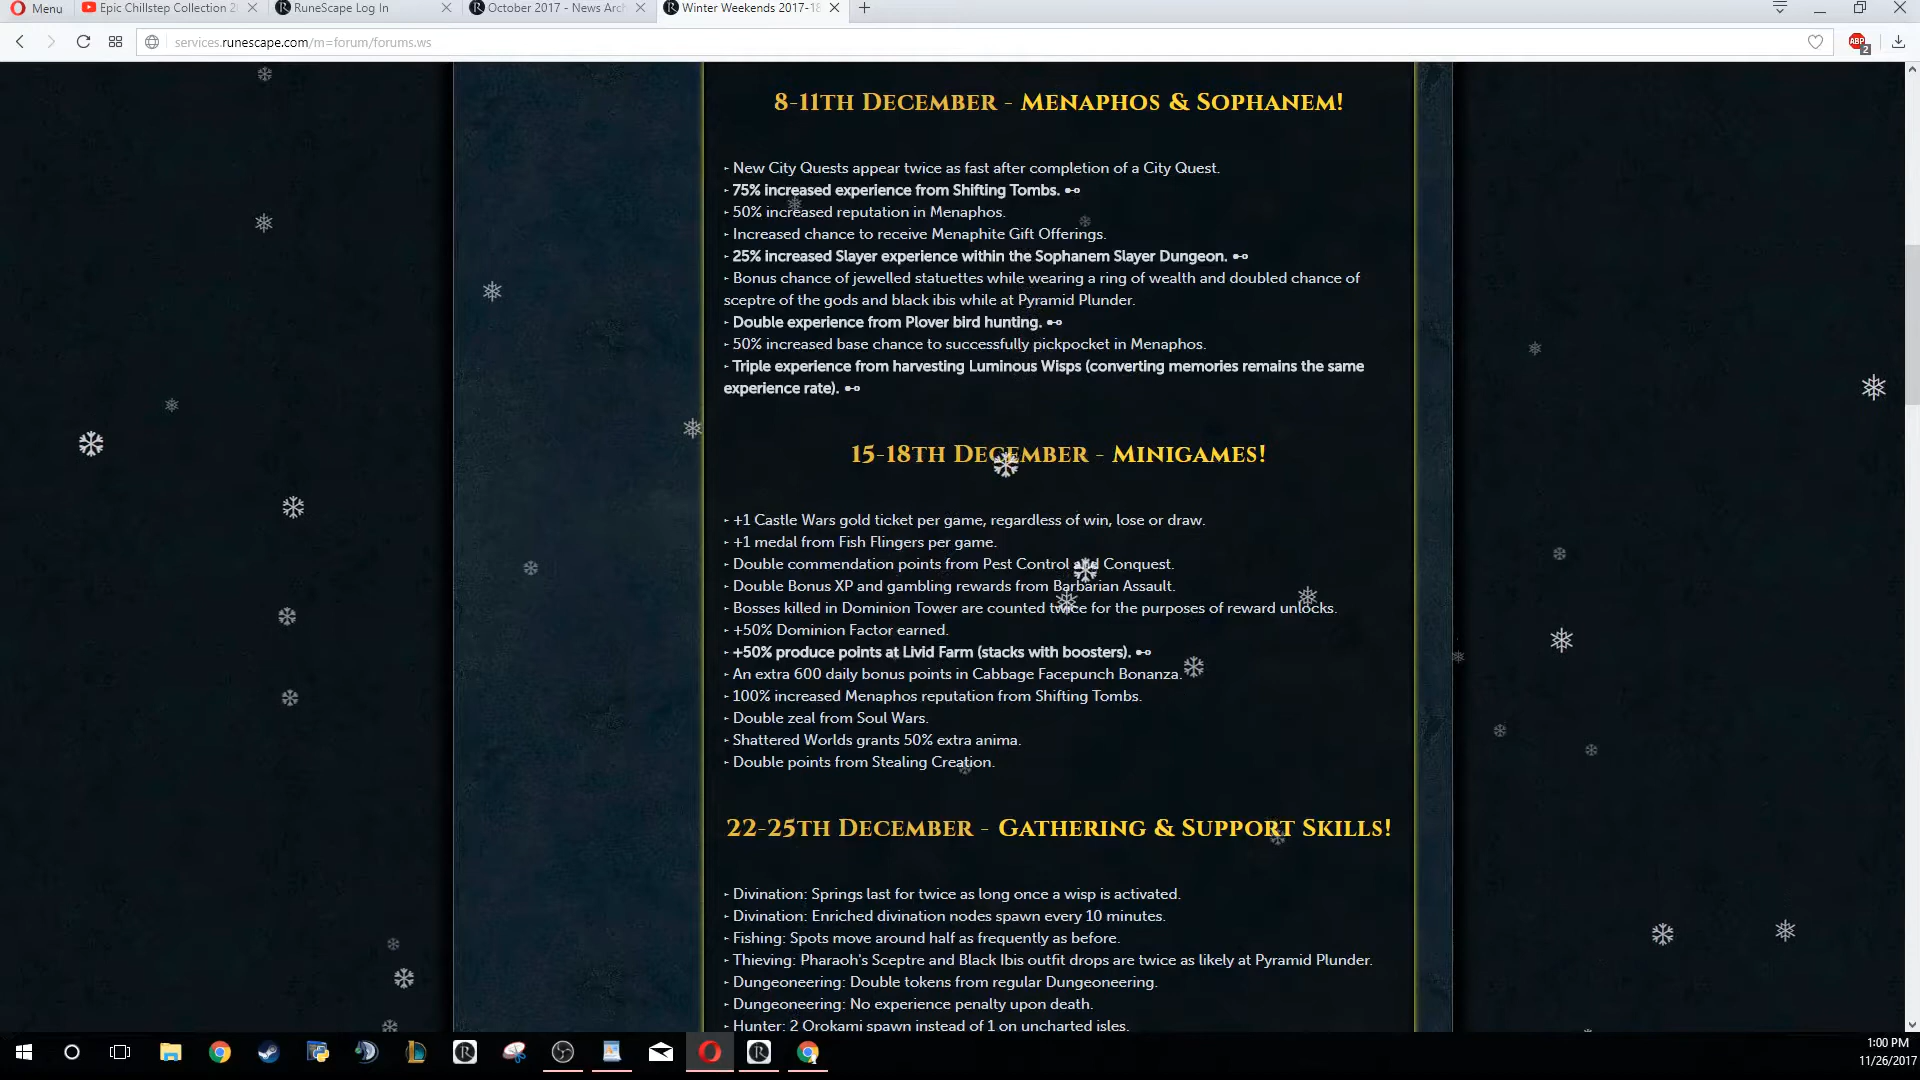 Menu
Epic Chillstep Collection 2
RuneScape Log In
October 2017 - News Arch
Winter Weekends 2017-18
services.runescape.com/m=forum/forums.ws
ABP
2
8-11th December - Menaphos & Sophanem!
- New City Quests appear twice as fast after completion of a City Quest.
- 75% increased experience from Shifting Tombs.
- 50% increased reputation in Menaphos.
- Increased chance to receive Menaphite Gift Offerings.
- 25% increased Slayer experience within the Sophanem Slayer Dungeon.
- Bonus chance of jewelled statuettes while wearing a ring of wealth and doubled chance of
sceptre of the gods and black ibis while at Pyramid Plunder.
- Double experience from Plover bird hunting.
- 50% increased base chance to successfully pickpocket in Menaphos.
- Triple experience from harvesting Luminous Wisps (converting memories remains the same
experience rate).
15-18th December - Minigames!
- +1 Castle Wars gold ticket per game, regardless of win, lose or draw.
- +1 medal from Fish Flingers per game.
- Double commendation points from Pest Control and Conquest.
- Double Bonus XP and gambling rewards from Barbarian Assault.
- Bosses killed in Dominion Tower are counted twice for the purposes of reward unlocks.
- +50% Dominion Factor earned.
- +50% produce points at Livid Farm (stacks with boosters).
- An extra 600 daily bonus points in Cabbage Facepunch Bonanza.
- 100% increased Menaphos reputation from Shifting Tombs.
- Double zeal from Soul Wars.
- Shattered Worlds grants 50% extra anima.
- Double points from Stealing Creation.
22-25th December - Gathering & Support Skills!
- Divination: Springs last for twice as long once a wisp is activated.
- Divination: Enriched divination nodes spawn every 10 minutes.
- Fishing: Spots move around half as frequently as before.
- Thieving: Pharaoh's Sceptre and Black Ibis outfit drops are twice as likely at Pyramid Plunder.
- Dungeoneering: Double tokens from regular Dungeoneering.
- Dungeoneering: No experience penalty upon death.
- Hunter: 2 Orokami spawn instead of 1 on uncharted isles.
1:00 PM
11/26/2017